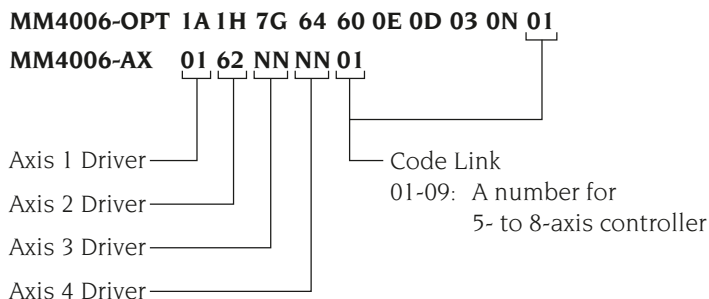 MM4006-OPT 1A 1H 7G 64 60 0E 0D 03 0N 01
MM4006-AX 01 62 NN NN 01
Axis 1 Driver
Axis 2 Driver
Axis 3 Driver
Axis 4 Driver
Code Link
01-09: A number for
5- to 8-axis controller